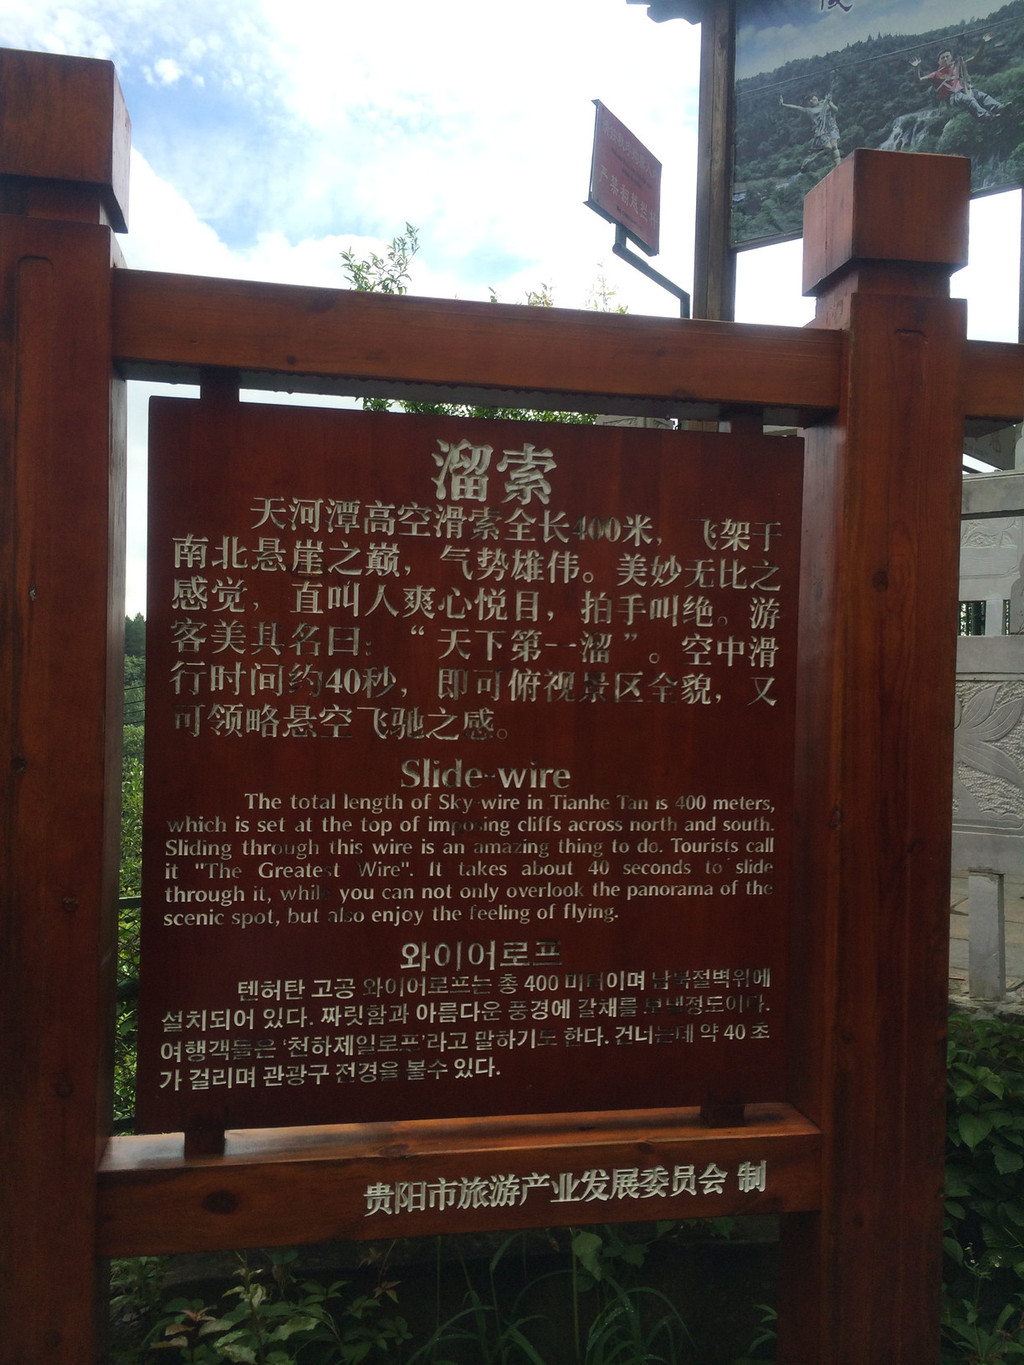 溜索
天河潭高空滑索全长400米，飞架于
南北悬崖之巅，气势雄伟。美妙无比之
感觉，直叫人爽心悦目，拍手叫绝。游
客美其名曰：“天下第一溜”。空中滑
行时间约40秒，即可俯视景区全貌，又
可领略悬空飞驰之感。
Slide-wire
The total length of Sky-wire in Tianhe Tan is 400 meters,
which is set at the top of imposing cliffs across north and south.
Sliding through this wire is an amazing thing to do. Tourists call
it "The Greatest Wire". It takes about 40 seconds to slide
through it, while you can not only overlook the panorama of the
scenic spot, but also enjoy the feeling of flying.
와이어로프
텐허탄 고공 와이어로프는 총 400 미터이며 남북절벽위에
설치되어 있다. 짜릿함과 아름다운 풍경에 갈채를 보낼정도이다.
여행객들은 '천하제일로프'라고 말하기도 한다. 건너는데 약 40 초
가 걸리며 관광구 전경을 볼수 있다.
贵阳市旅游产业发展委员会 制